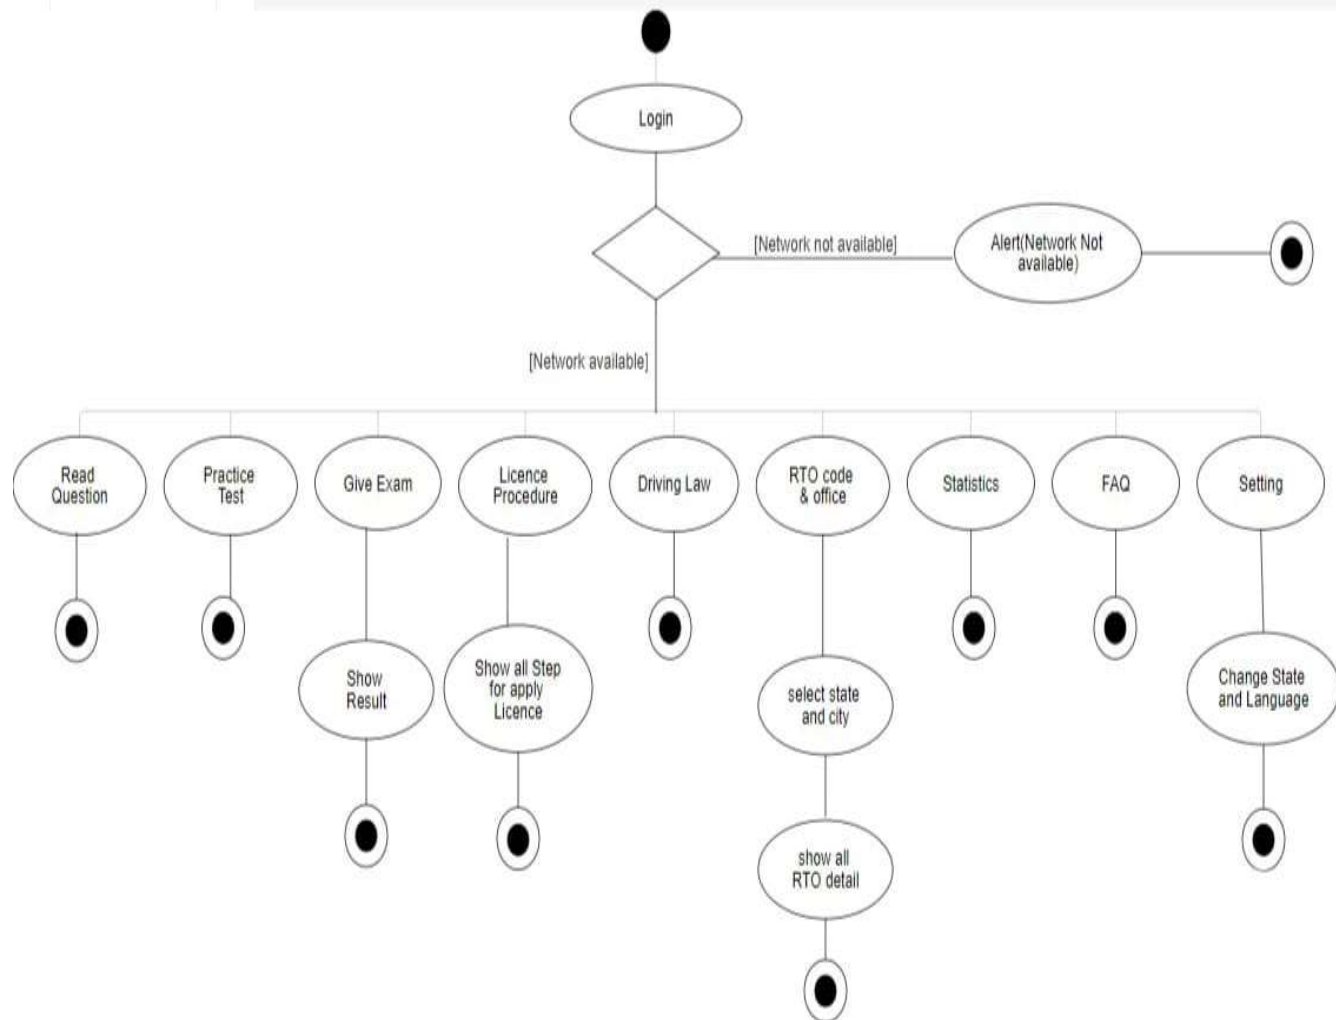 Login
[Network not available]
Alert(Network Not
available)
[Network available]
Read
Question
Practice
Test
Give Exam
Licence
Procedure
Driving Law
RTO code
& office
Statistics
FAQ
Setting
Show
Result
Show all Step
for apply
Licence
select state
and city
Change State
and Language
show all
RTO detail